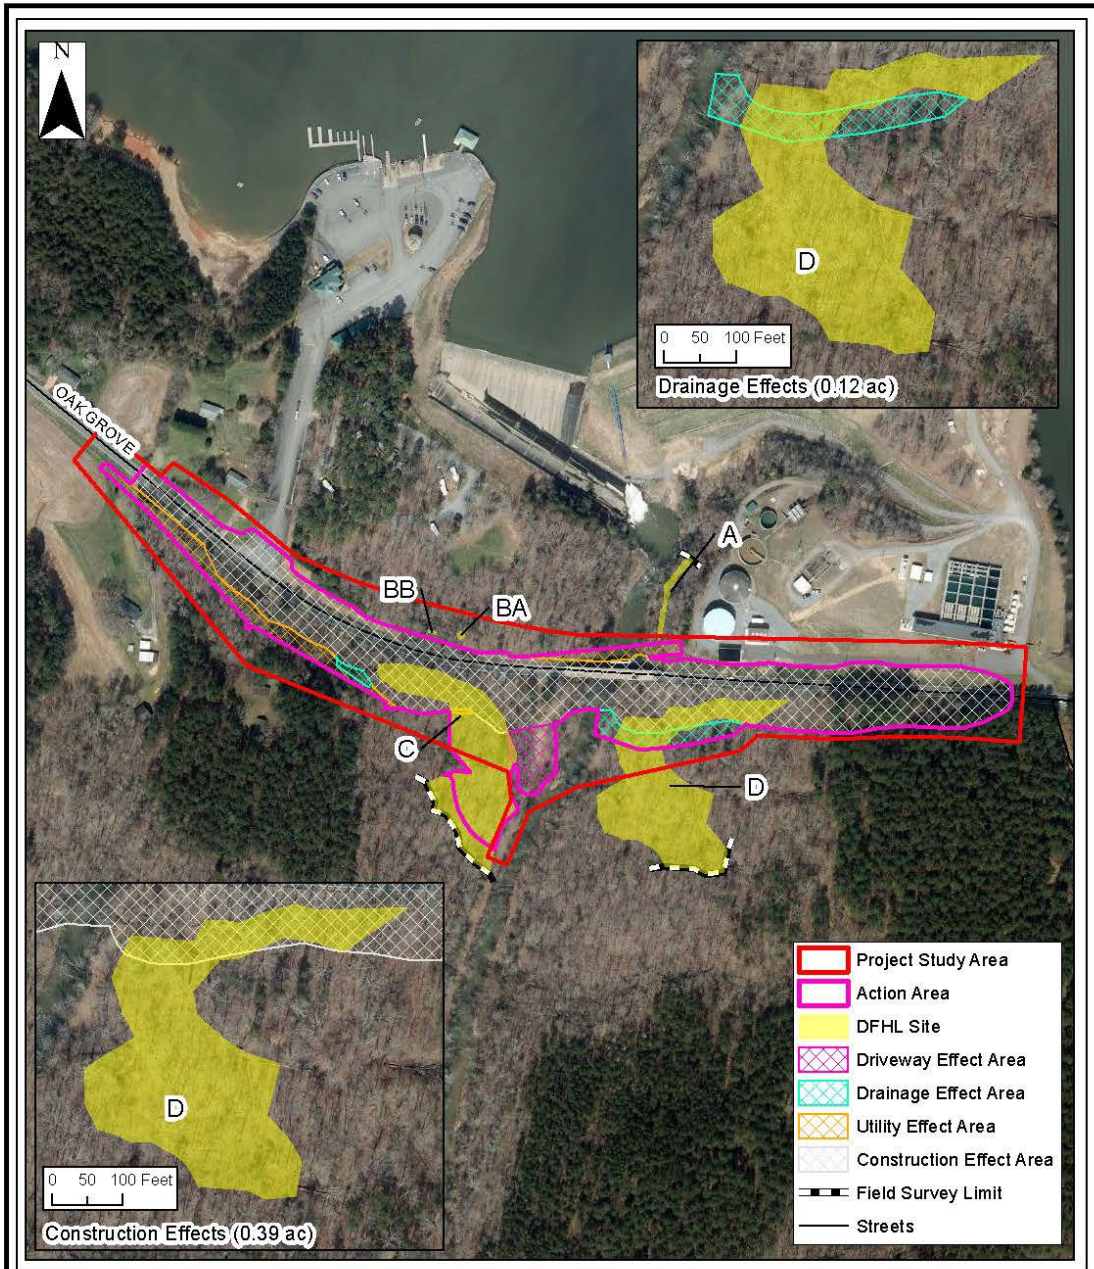 N
D
0 50 100 Feet
Drainage Effects (0.12 ac)
OAK GROVE
A
BB
BA
C
D
D
0 50 100 Feet
Construction Effects (0.39 ac)
Project Study Area
Action Area
DFHL Site
Driveway Effect Area
Drainage Effect Area
Utility Effect Area
Construction Effect Area
Field Survey Limit
Streets